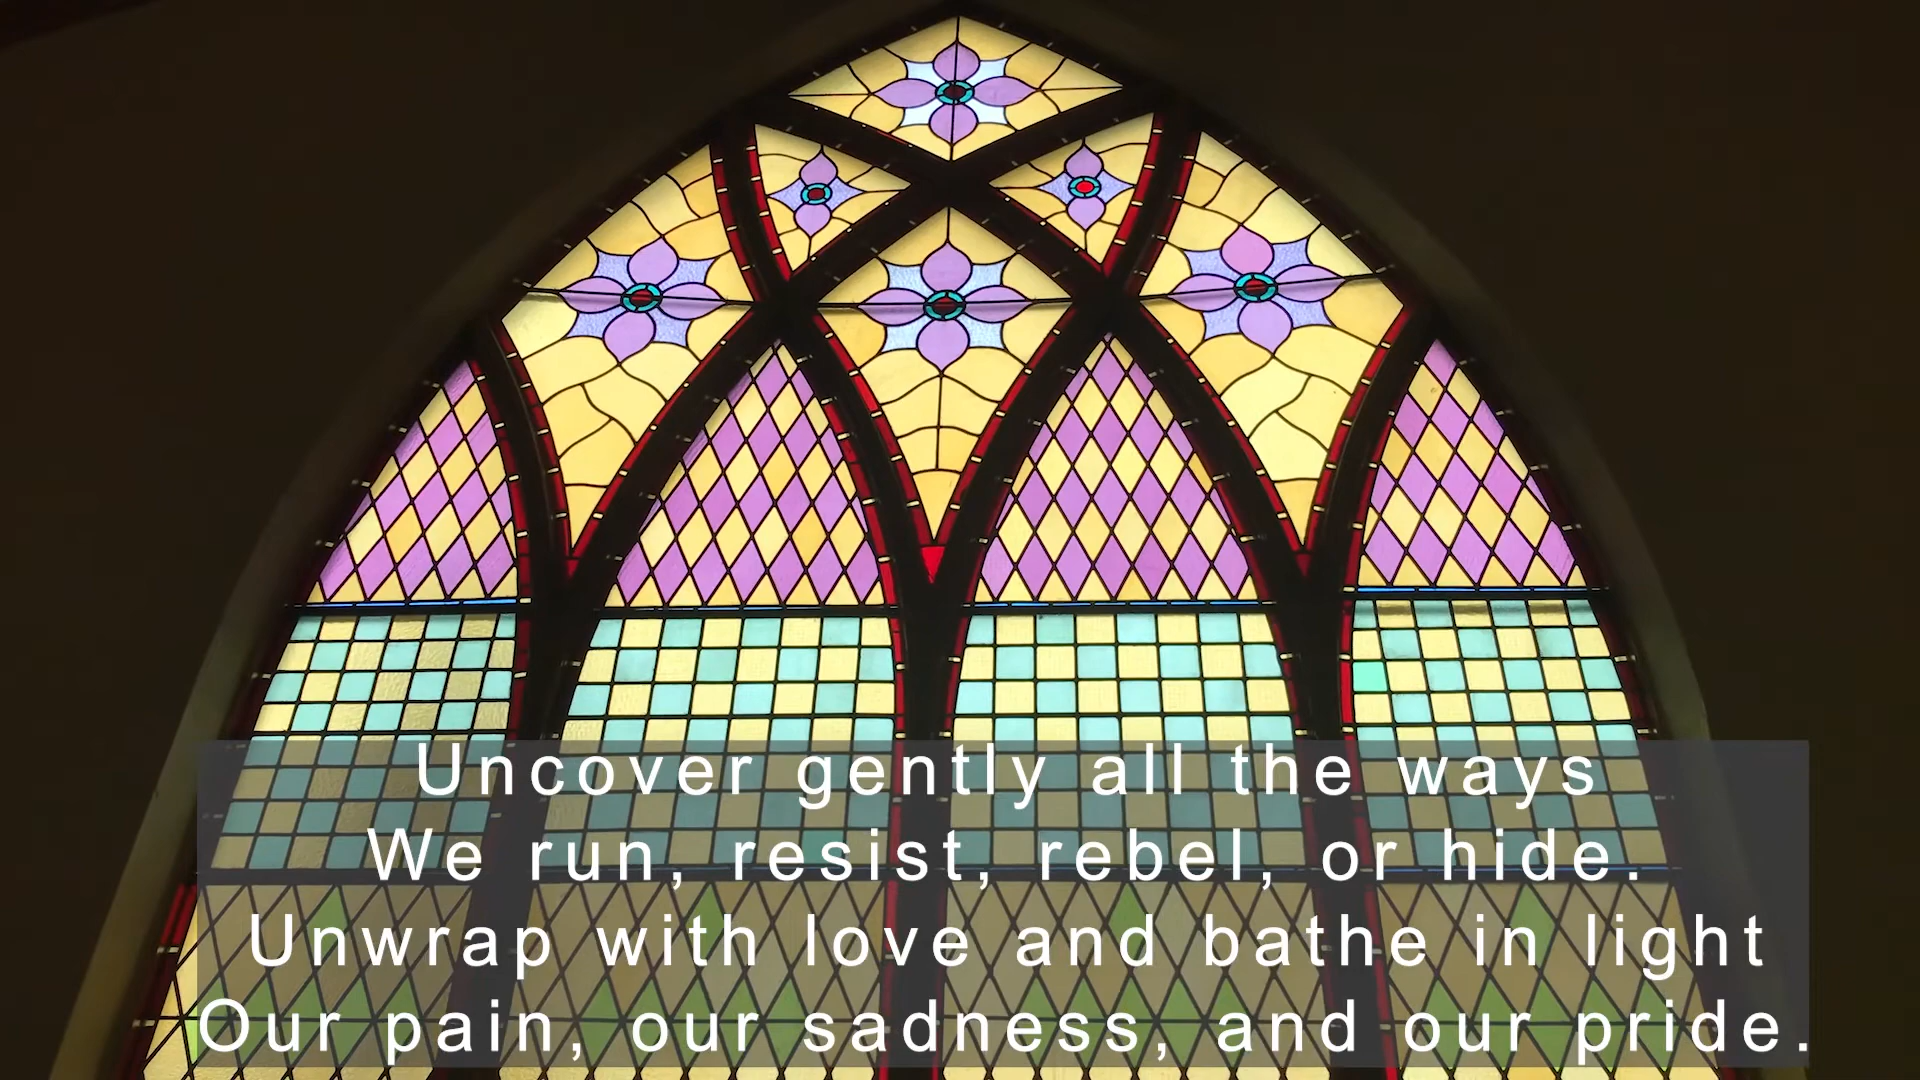 Uncover gently all the ways
We run, resist, rebel, or hide.
Unwrap with love and bathe in light
Our pain, our sadness, and our pride.